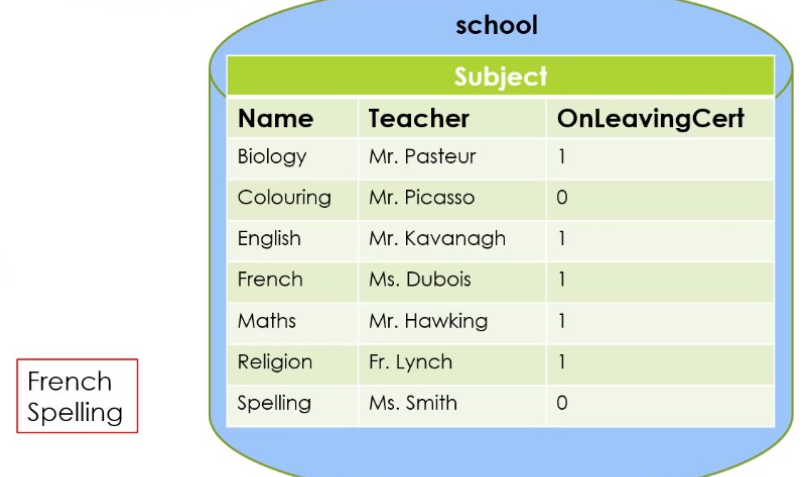 school
Subject
Name Teacher OnLeavingCert
Biology Mr. Pasteur 1
Colouring Mr. Picasso 0
English Mr. Kavanagh 1
French Ms. Dubois 1
Maths Mr. Hawking 1
Religion Fr. Lynch 1
Spelling Ms. Smith 0
French
Spelling